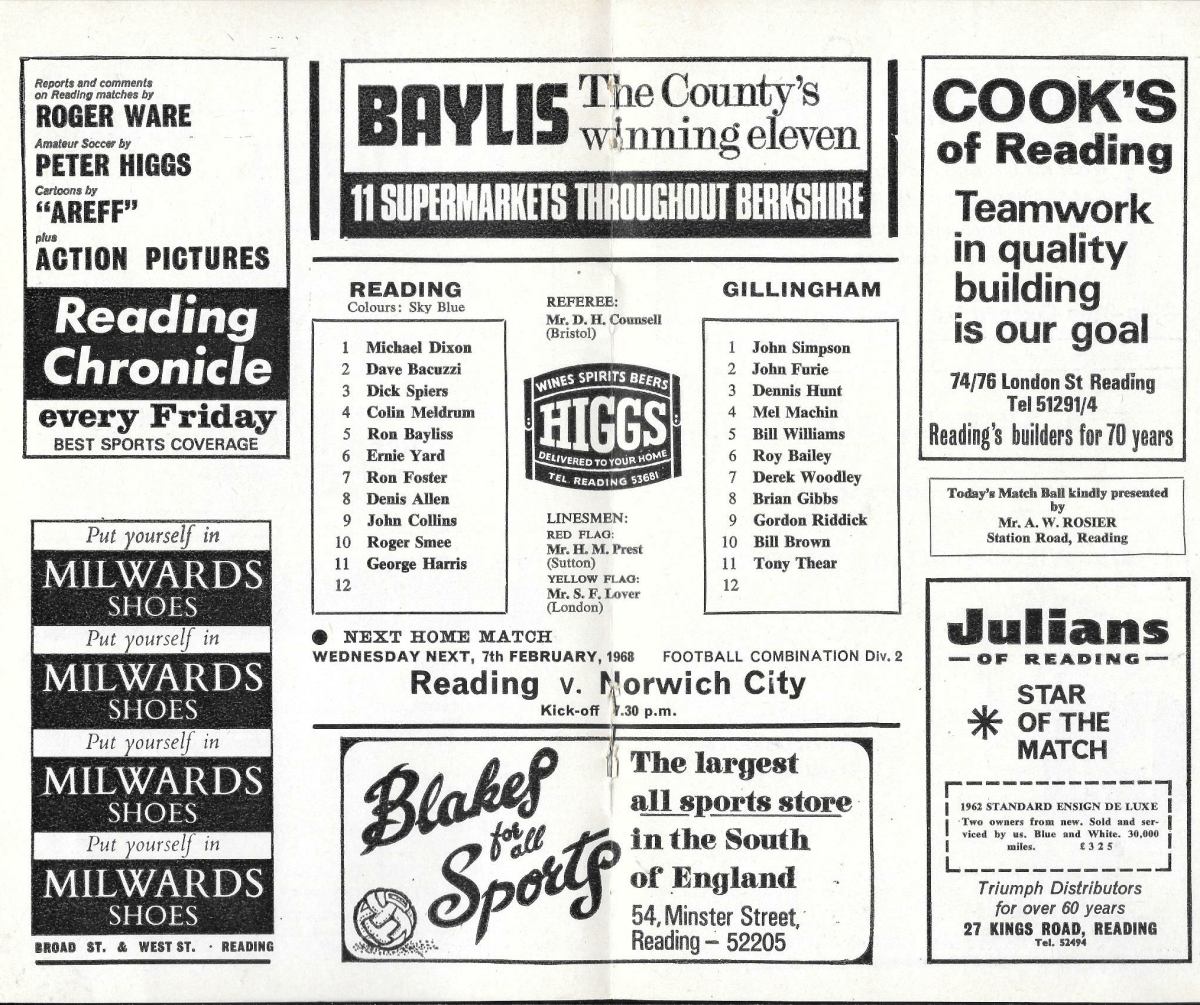 Reports and comments
on Reading matches by
ROGER WARE
Amateur Soccer by
PETER HIGGS
Cartoons by
"AREFF"
plus
ACTION PICTURES
Reading
Chronicle
every Friday
BEST SPORTS COVERAGE
Put yourself in
MILWARDS
SHOES
Put yourself in
MILWARDS
SHOES
Put yourself in
MILWARDS
SHOES
Put yourself in
MILWARDS
SHOES
BROAD ST. & WEST ST. · READING
BAYLIS The County's
winning eleven
11 SUPERMARKETS THROUGHOUT BERKSHIRE
READING
Colours: Sky Blue
1 Michael Dixon
2 Dave Bacuzzi
3 Dick Spiers
4 Colin Meldrum
5 Ron Bayliss
6 Ernie Yard
7 Ron Foster
8 Denis Allen
9 John Collins
10 Roger Smee
11 George Harris
12
REFEREE:
Mr. D. H. Counsell
(Bristol)
WINES SPIRITS BEERS
HIGGS
DELIVERED TO YOUR HOME
TEL. READING 53681
LINESMEN:
RED FLAG:
Mr. H. M. Prest
(Sutton)
YELLOW FLAG:
Mr. S. F. Lover
(London)
GILLINGHAM
1 John Simpson
2 John Furie
3 Dennis Hunt
4 Mel Machin
5 Bill Williams
6 Roy Bailey
7 Derek Woodley
8 Brian Gibbs
9 Gordon Riddick
10 Bill Brown
11 Tony Thear
12
● NEXT HOME MATCH
WEDNESDAY NEXT, 7th FEBRUARY, 1968 FOOTBALL COMBINATION Div. 2
Reading v. Norwich City
Kick-off 7.30 p.m.
Blakes
for all
Sports
The largest
all sports store
in the South
of England
54, Minster Street,
Reading – 52205
COOK'S
of Reading
Teamwork
in quality
building
is our goal
74/76 London St Reading
Tel 51291/4
Reading's builders for 70 years
Today's Match Ball kindly presented
by
Mr. A. W. ROSIER
Station Road, Reading
Julians
— OF READING —
STAR
OF THE
MATCH
1962 STANDARD ENSIGN DE LUXE
Two owners from new. Sold and ser-
viced by us. Blue and White. 30,000
miles. £325
Triumph Distributors
for over 60 years
27 KINGS ROAD, READING
Tel. 52494